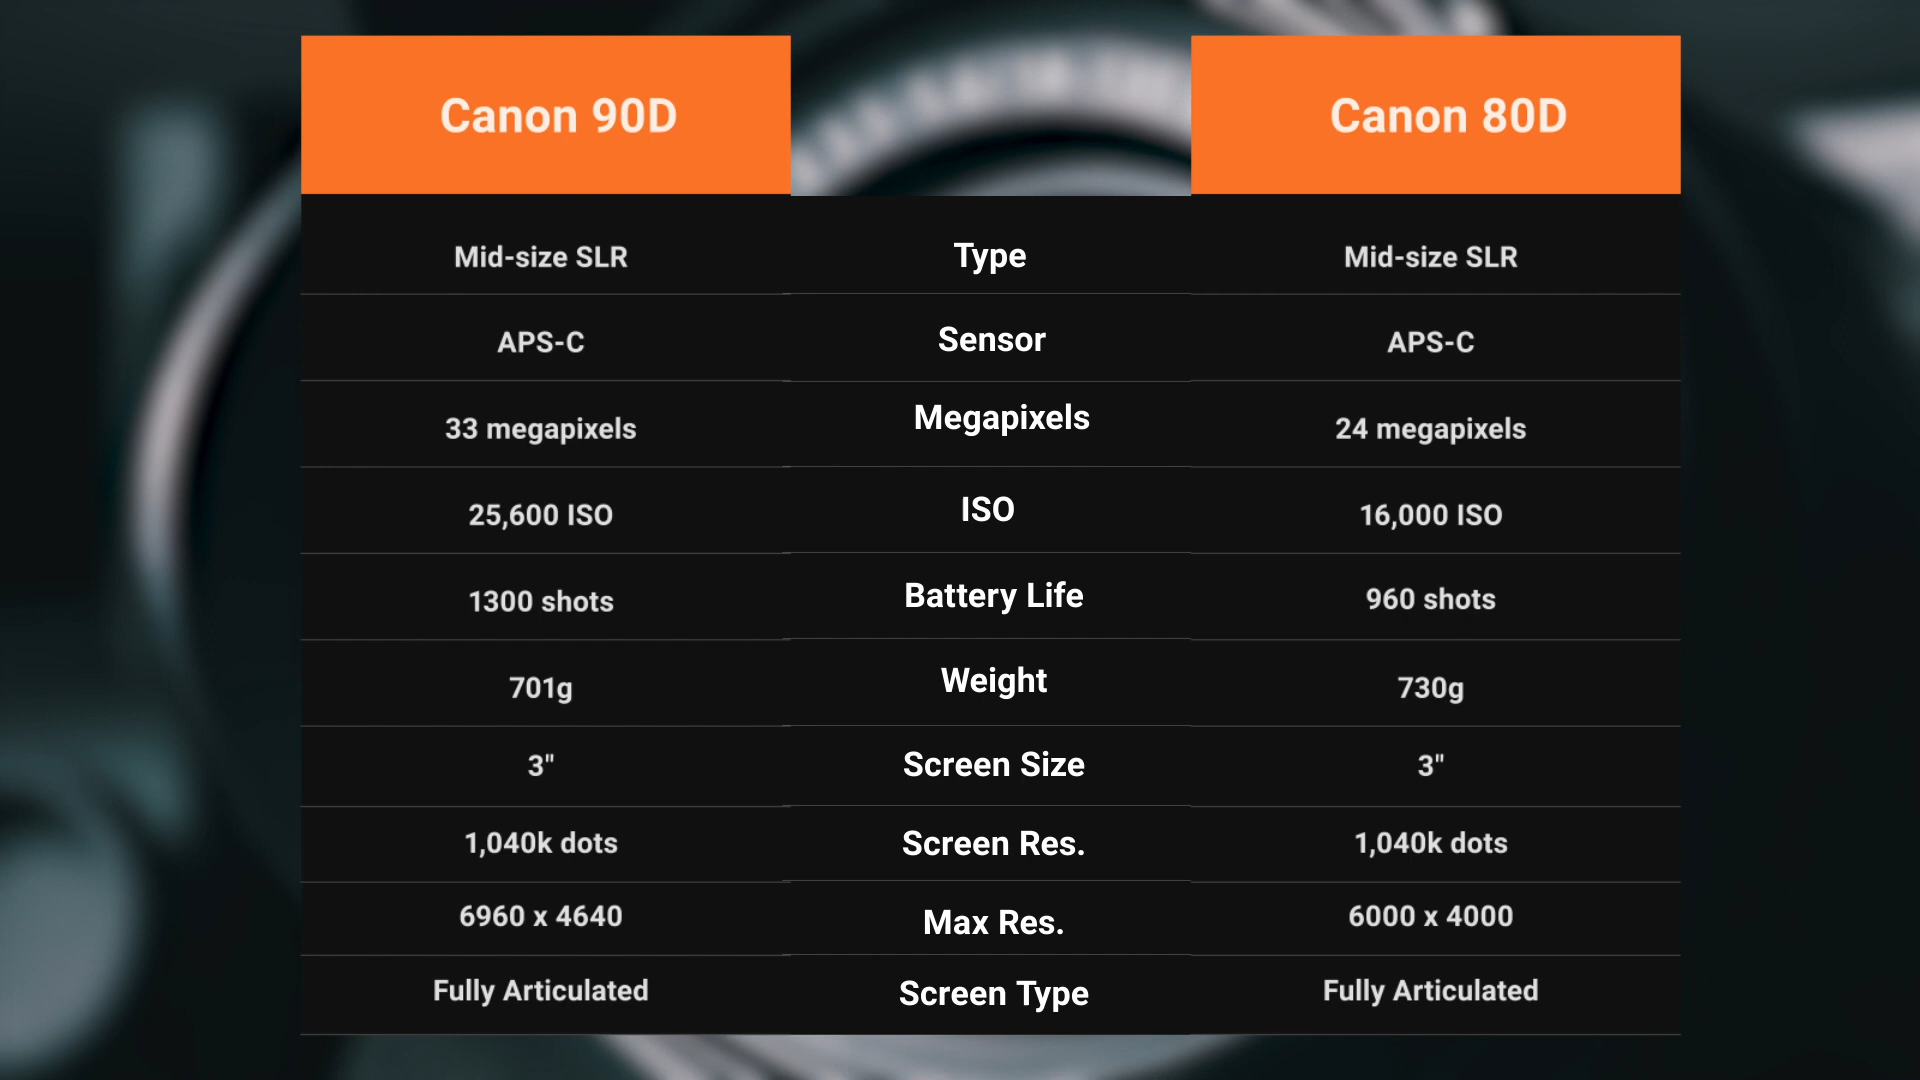 Canon 90D
Canon 80D
Mid-size SLR Type Mid-size SLR
APS-C Sensor APS-C
33 megapixels Megapixels 24 megapixels
25,600 ISO ISO 16,000 ISO
1300 shots Battery Life 960 shots
701g Weight 730g
3" Screen Size 3"
1,040k dots Screen Res. 1,040k dots
6960 x 4640 Max Res. 6000 x 4000
Fully Articulated Screen Type Fully Articulated